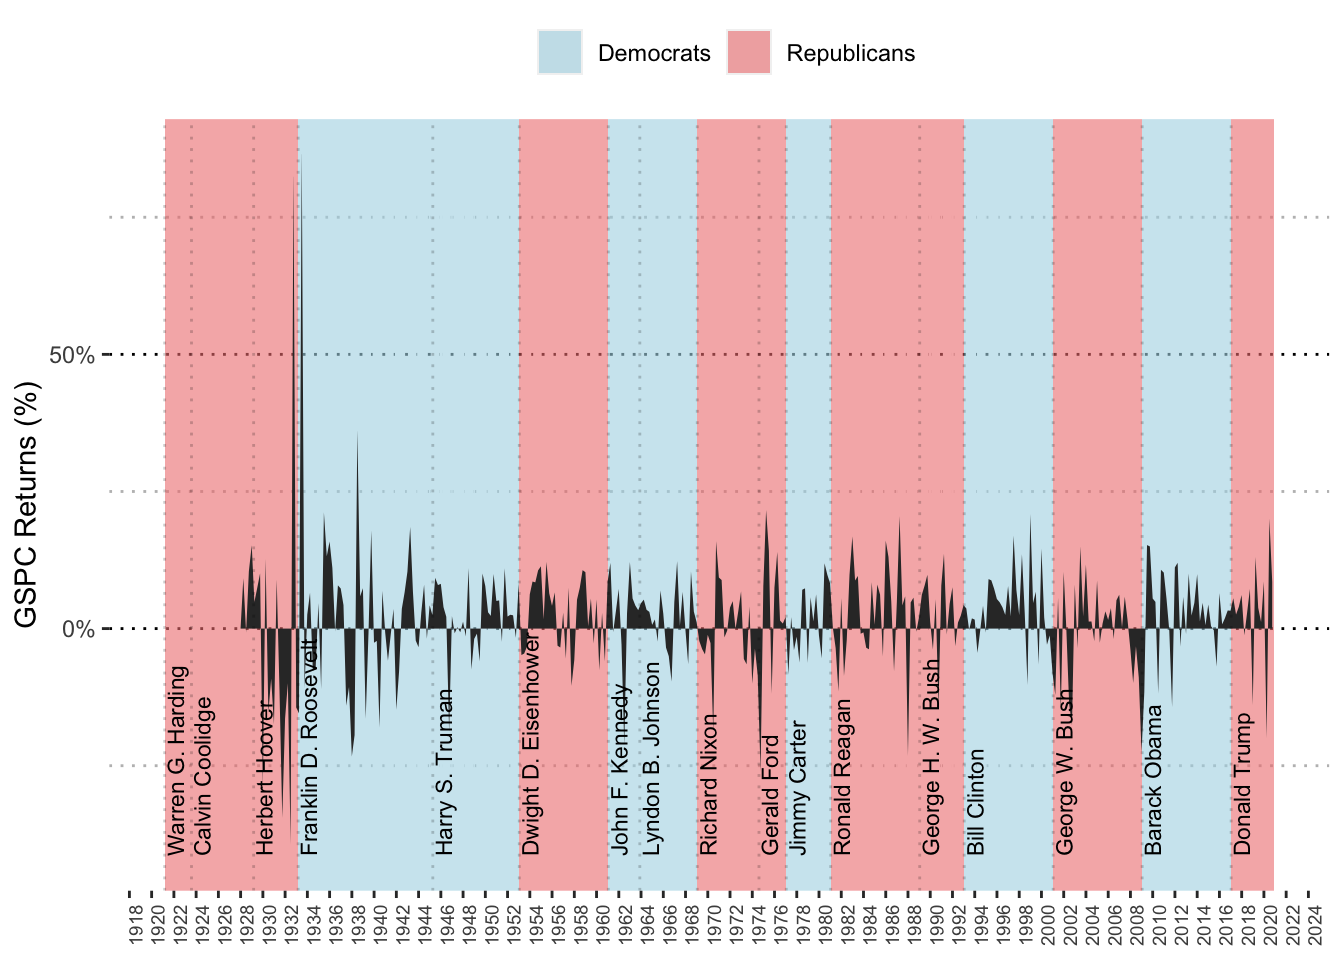 Democrats
Republicans
GSPC Returns (%)
50%
0%
Warren G. Harding
Calvin Coolidge
Herbert Hoover
Franklin D. Roosevelt
Harry S. Truman
Dwight D. Eisenhower
John F. Kennedy
Lyndon B. Johnson
Richard Nixon
Gerald Ford
Jimmy Carter
Ronald Reagan
George H. W. Bush
Bill Clinton
George W. Bush
Barack Obama
Donald Trump
1918
1920
1922
1924
1926
1928
1930
1932
1934
1936
1938
1940
1942
1944
1946
1948
1950
1952
1954
1956
1958
1960
1962
1964
1966
1968
1970
1972
1974
1976
1978
1980
1982
1984
1986
1988
1990
1992
1994
1996
1998
2000
2002
2004
2006
2008
2010
2012
2014
2016
2018
2020
2022
2024